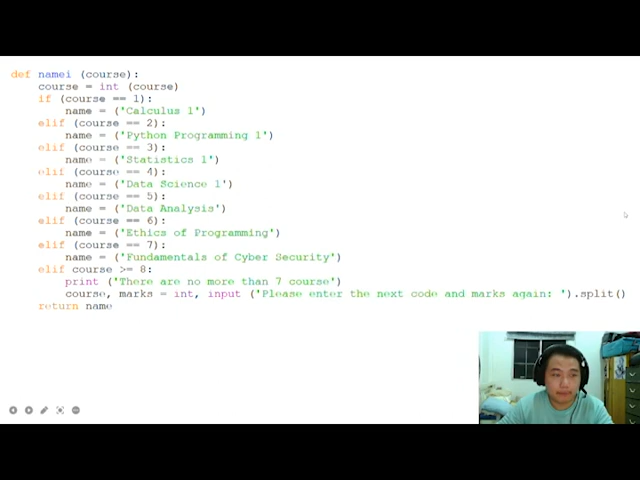 def namei (course):
course = int (course)
if (course == 1):
name = ('Calculus 1')
elif (course == 2):
name = ('Python Programming 1')
elif (course == 3):
name = ('Statistics 1')
elif (course == 4):
name = ('Data Science 1')
elif (course == 5):
name = ('Data Analysis')
elif (course == 6):
name = ('Ethics of Programming')
elif (course == 7):
name = ('Fundamentals of Cyber Security')
elif course >= 8:
print ('There are no more than 7 course')
course, marks = int, input ('Please enter the next code and marks again: ').split()
return name